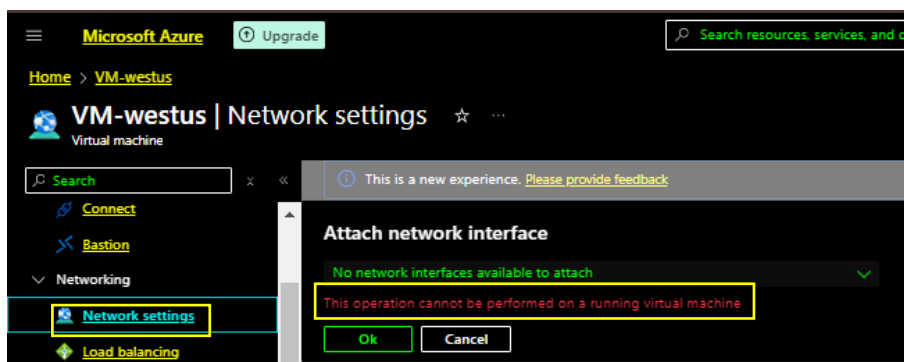 Microsoft Azure
Upgrade
Search resources, services, and
Home > VM-westus
VM-westus | Network settings
Virtual machine
Search
This is a new experience. Please provide feedback
Connect
Bastion
Networking
Network settings
Load balancing
Attach network interface
No network interfaces available to attach
This operation cannot be performed on a running virtual machine
Ok
Cancel